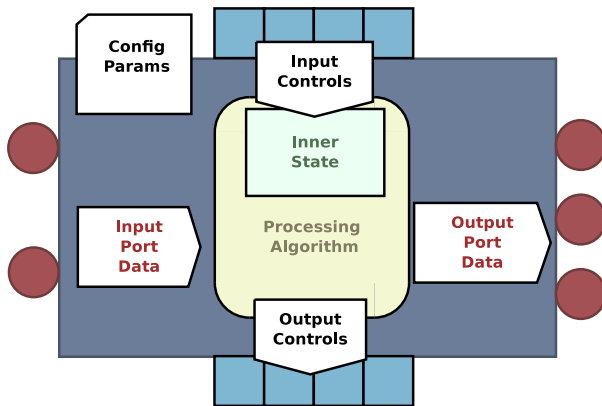 Config
Params
Input
Controls
Inner
State
Input
Port
Data
Processing
Algorithm
Output
Port
Data
Output
Controls